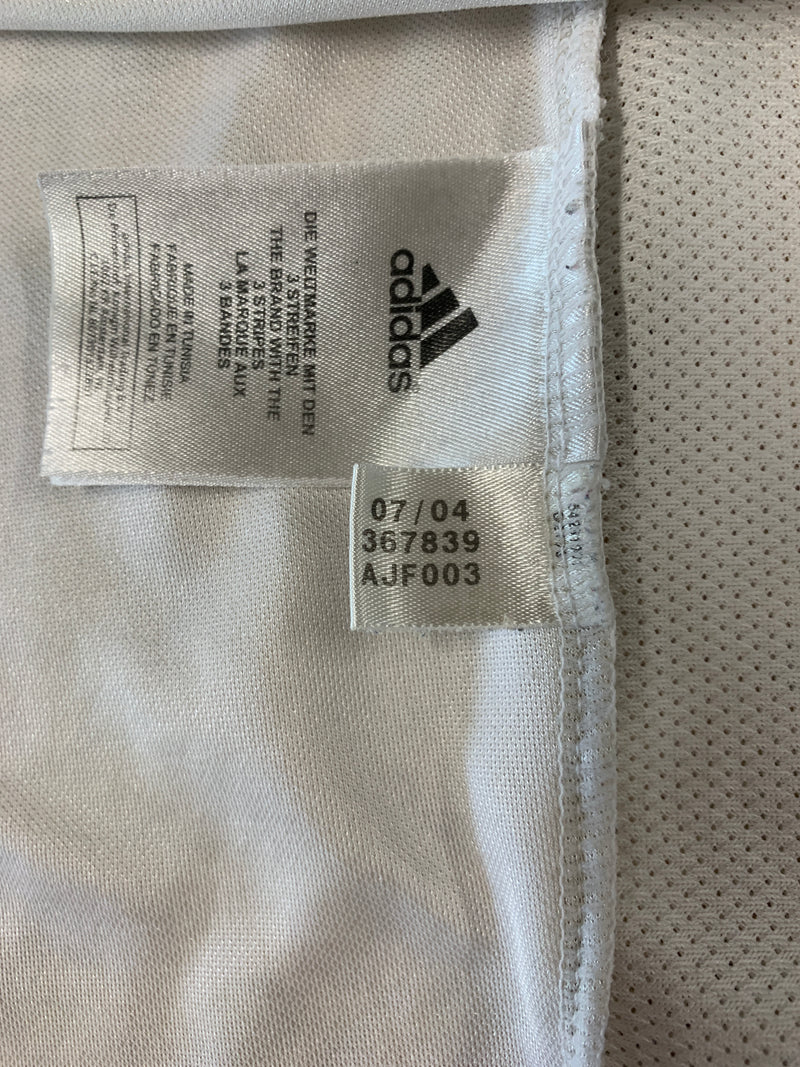 adidas
DIE WELTMARKE MIT DEN
3 STREIFEN
THE BRAND WITH THE
3 STRIPES
LA MARQUE AUX
3 BANDES
MADE IN TUNISIA
FABRIQUE EN TUNISIE
FABRICADO EN TUNEZ
07/04
367839
AJF003